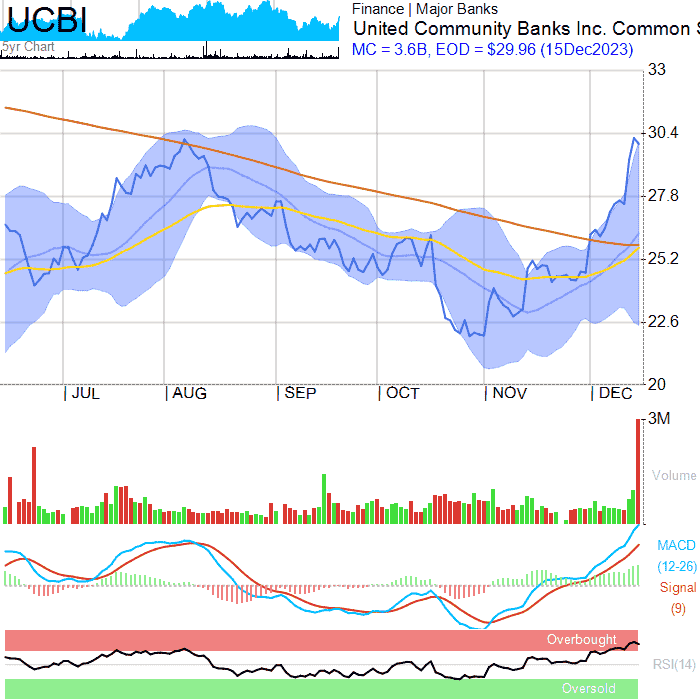 UCBI
5yr Chart
Finance | Major Banks
United Community Banks Inc. Common S
MC = 3.6B, EOD = $29.96 (15Dec2023)
33
30.4
27.8
25.2
22.6
20
| JUL | AUG | SEP | OCT | NOV | DEC
3M
Volume
MACD
(12-26)
Signal
(9)
Overbought
RSI(14)
Oversold